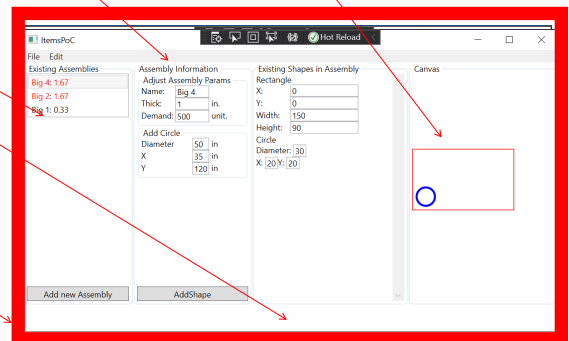 ItemsPoC
Hot Reload
File Edit
Existing Assemblies
Big 4: 1.67
Big 2: 1.67
Big 1: 0.33
Add new Assembly
Assembly Information
Adjust Assembly Params
Name: Big 4
Thick: 1 in.
Demand: 500 unit.
Add Circle
Diameter 50 in
X 35 in
Y 120 in
AddShape
Existing Shapes in Assembly
Rectangle
X: 0
Y: 0
Width: 150
Height: 90
Circle
Diameter: 30
X: 20 Y: 20
Canvas